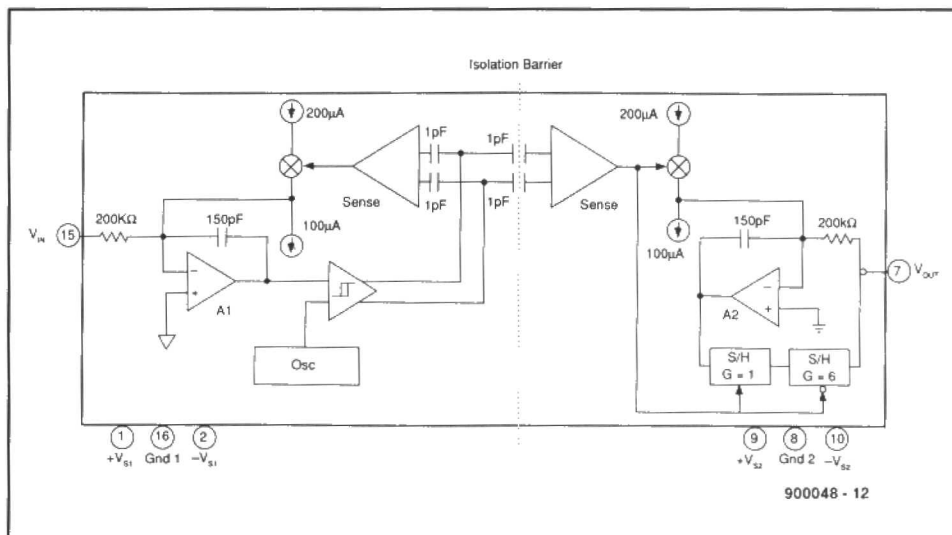 Isolation Barrier
200µA
200µA
1pF
1pF
1pF
1pF
Sense
Sense
100µA
100µA
200KΩ
150pF
150pF
200kΩ
V_IN
15
7
V_OUT
−
+
A1
−
+
A2
Osc
S/H
G = 1
S/H
G = 6
1
16
2
9
8
10
+V_S1
Gnd 1
−V_S1
+V_S2
Gnd 2
−V_S2
900048 - 12